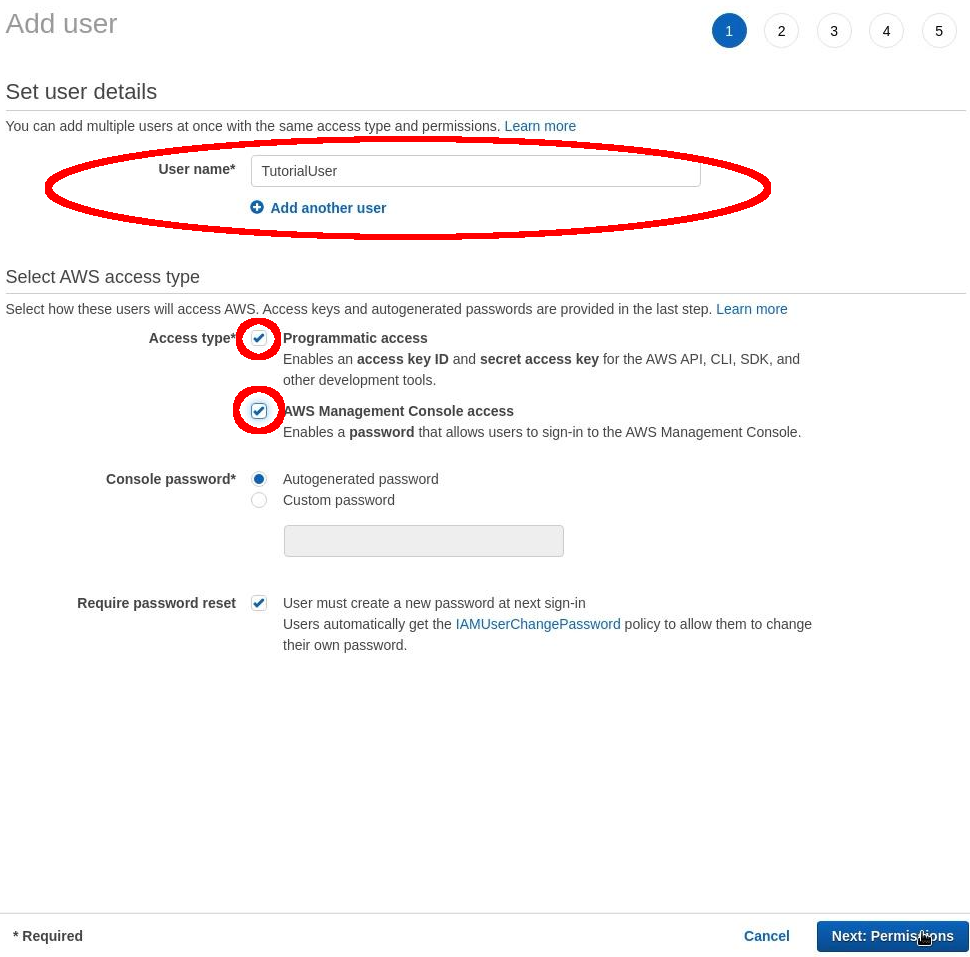 Add user
1 2 3 4 5
Set user details
You can add multiple users at once with the same access type and permissions. Learn more
User name* TutorialUser
Add another user
Select AWS access type
Select how these users will access AWS. Access keys and autogenerated passwords are provided in the last step. Learn more
Access type* Programmatic access
Enables an access key ID and secret access key for the AWS API, CLI, SDK, and
other development tools.
AWS Management Console access
Enables a password that allows users to sign-in to the AWS Management Console.
Console password* Autogenerated password
Custom password
Require password reset User must create a new password at next sign-in
Users automatically get the IAMUserChangePassword policy to allow them to change
their own password.
* Required Cancel Next: Permissions